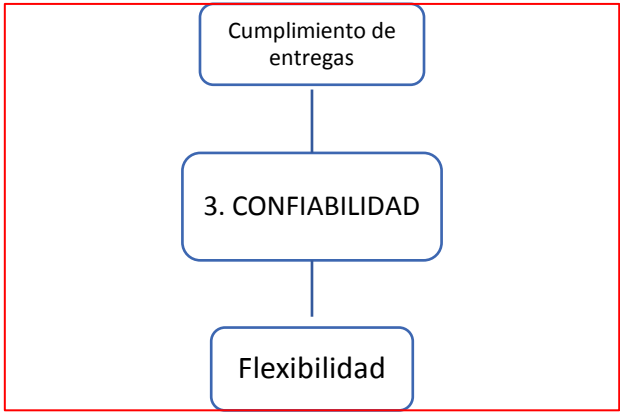 Cumplimiento de
entregas
3. CONFIABILIDAD
Flexibilidad